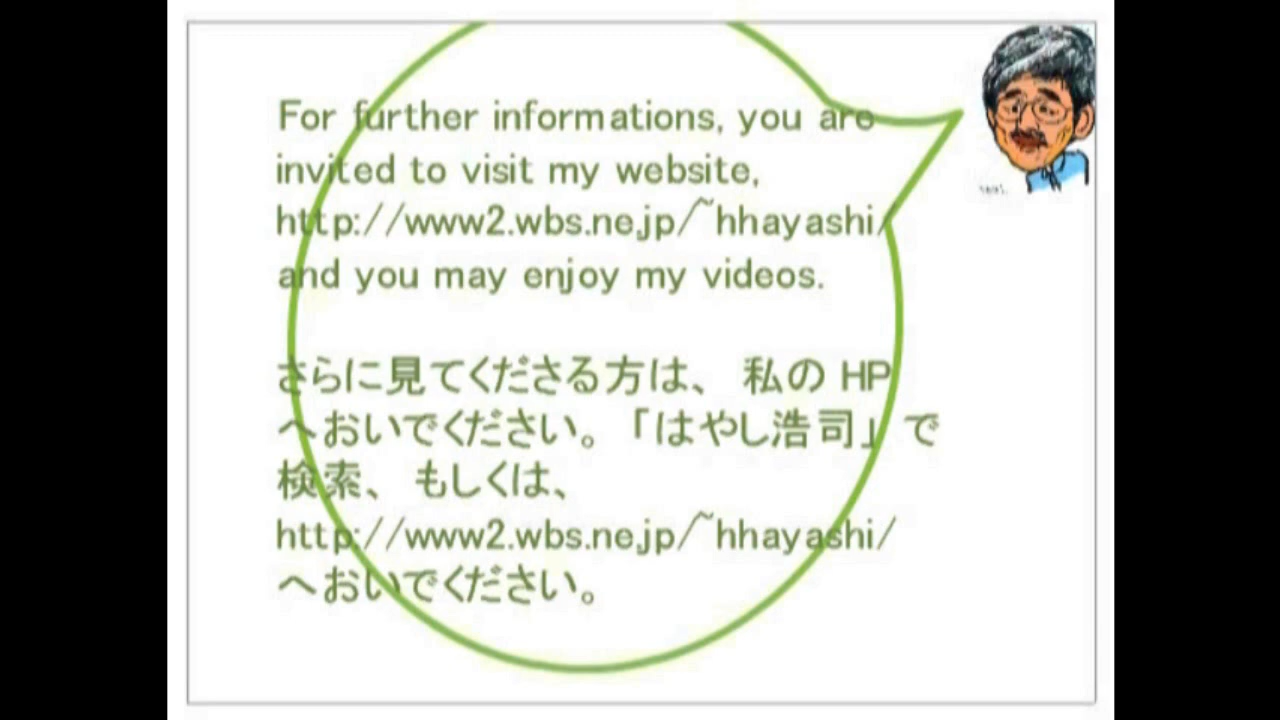 For further informations, you are
invited to visit my website,
http://www2.wbs.ne.jp/~hhayashi/
and you may enjoy my videos.
さらに見てくださる方は、 私の HP
へおいでください。「はやし浩司」 で
検索、 もしくは、
http://www2.wbs.ne.jp/~hhayashi/
へおいでください。